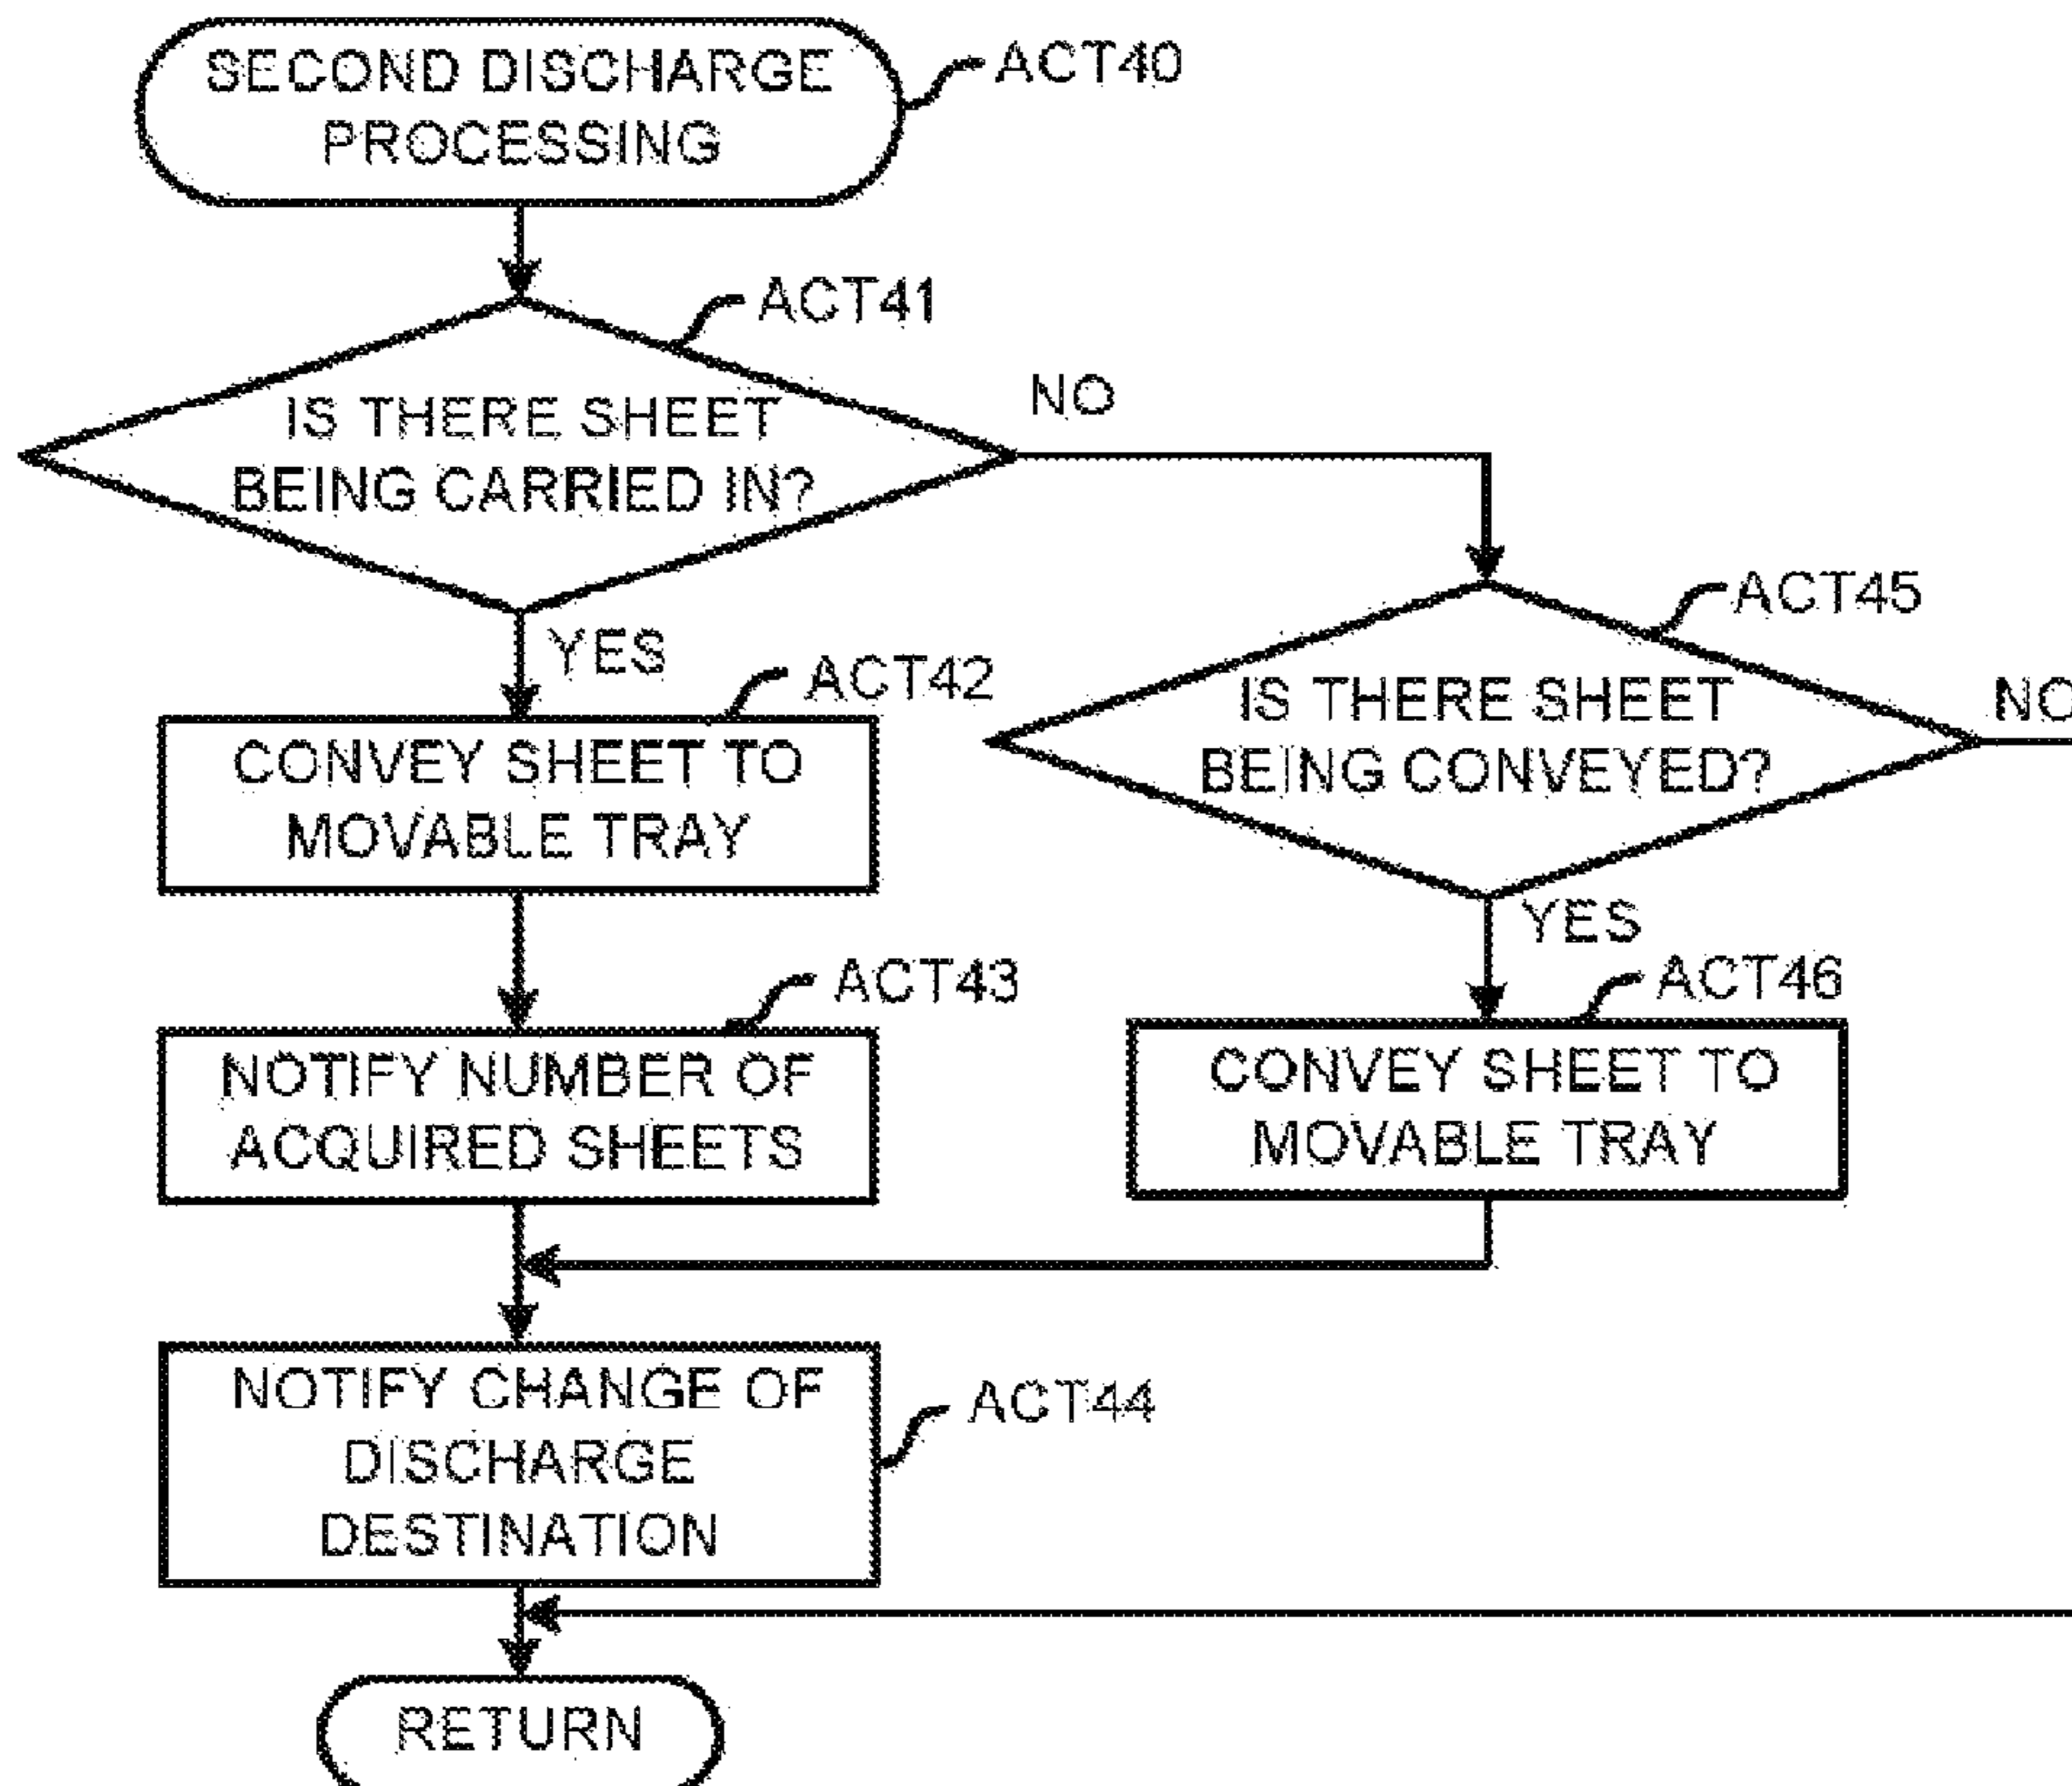 SECOND DISCHARGE
PROCESSING
ACT40
ACT41
IS THERE SHEET
BEING CARRIED IN?
NO
YES
ACT42
CONVEY SHEET TO
MOVABLE TRAY
ACT45
IS THERE SHEET
BEING CONVEYED?
NO
YES
ACT43
NOTIFY NUMBER OF
ACQUIRED SHEETS
ACT46
CONVEY SHEET TO
MOVABLE TRAY
NOTIFY CHANGE OF
DISCHARGE
DESTINATION
ACT44
RETURN